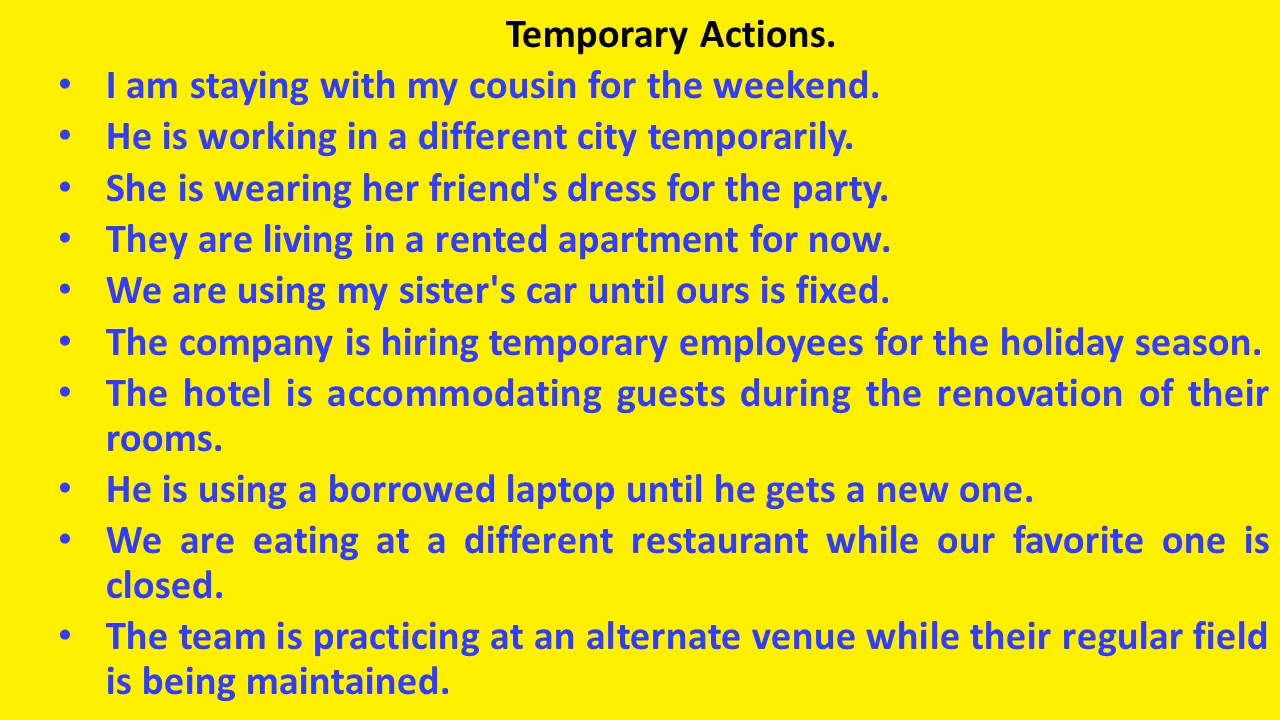 Temporary Actions.
• I am staying with my cousin for the weekend.
• He is working in a different city temporarily.
• She is wearing her friend's dress for the party.
• They are living in a rented apartment for now.
• We are using my sister's car until ours is fixed.
• The company is hiring temporary employees for the holiday season.
• The hotel is accommodating guests during the renovation of their
rooms.
• He is using a borrowed laptop until he gets a new one.
• We are eating at a different restaurant while our favorite one is
closed.
• The team is practicing at an alternate venue while their regular field
is being maintained.